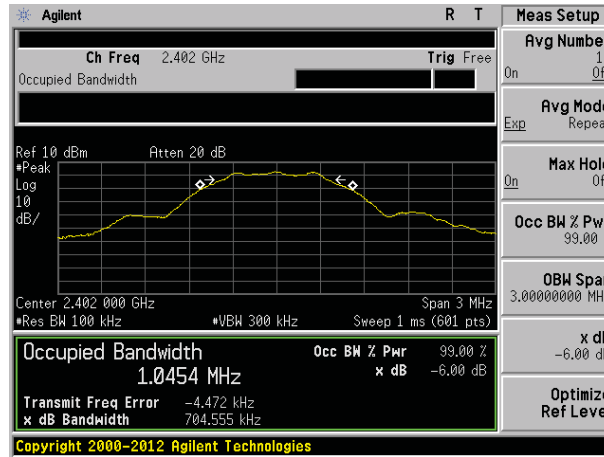 Agilent R T Meas Setup
Ch Freq 2.402 GHz Trig Free
Occupied Bandwidth
Ref 10 dBm Atten 20 dB
#Peak
Log
10
dB/
Center 2.402 000 GHz Span 3 MHz
#Res BW 100 kHz #VBW 300 kHz Sweep 1 ms (601 pts)
Occupied Bandwidth Occ BW % Pwr 99.00 %
1.0454 MHz x dB -6.00 dB
Transmit Freq Error -4.472 kHz
x dB Bandwidth 704.555 kHz
Copyright 2000-2012 Agilent Technologies
Avg Numbe
1
On Of
Avg Mod
Exp Repea
Max Hol
On Of
Occ BW % Pw
99.00
OBW Spa
3.00000000 MH
x d
-6.00 d
Optimiz
Ref Leve